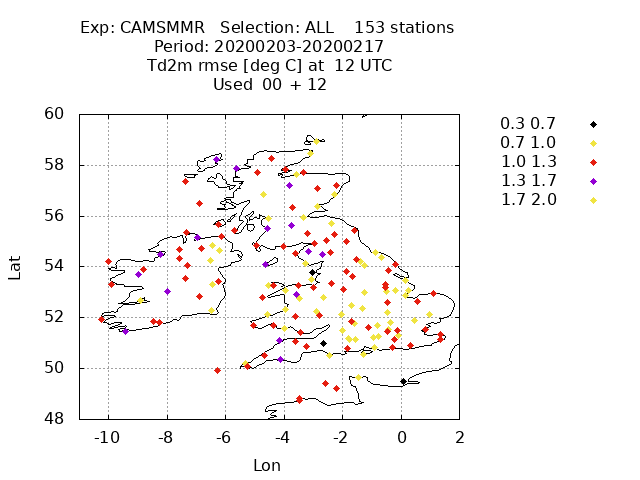 Exp: CAMSMMR   Selection: ALL    153 stations
Period: 20200203-20200217
Td2m rmse [deg C] at  12 UTC
Used  00 + 12
60
58
56
54
52
50
48
Lat
-10 -8 -6 -4 -2 0 2
Lon
0.3 0.7
0.7 1.0
1.0 1.3
1.3 1.7
1.7 2.0